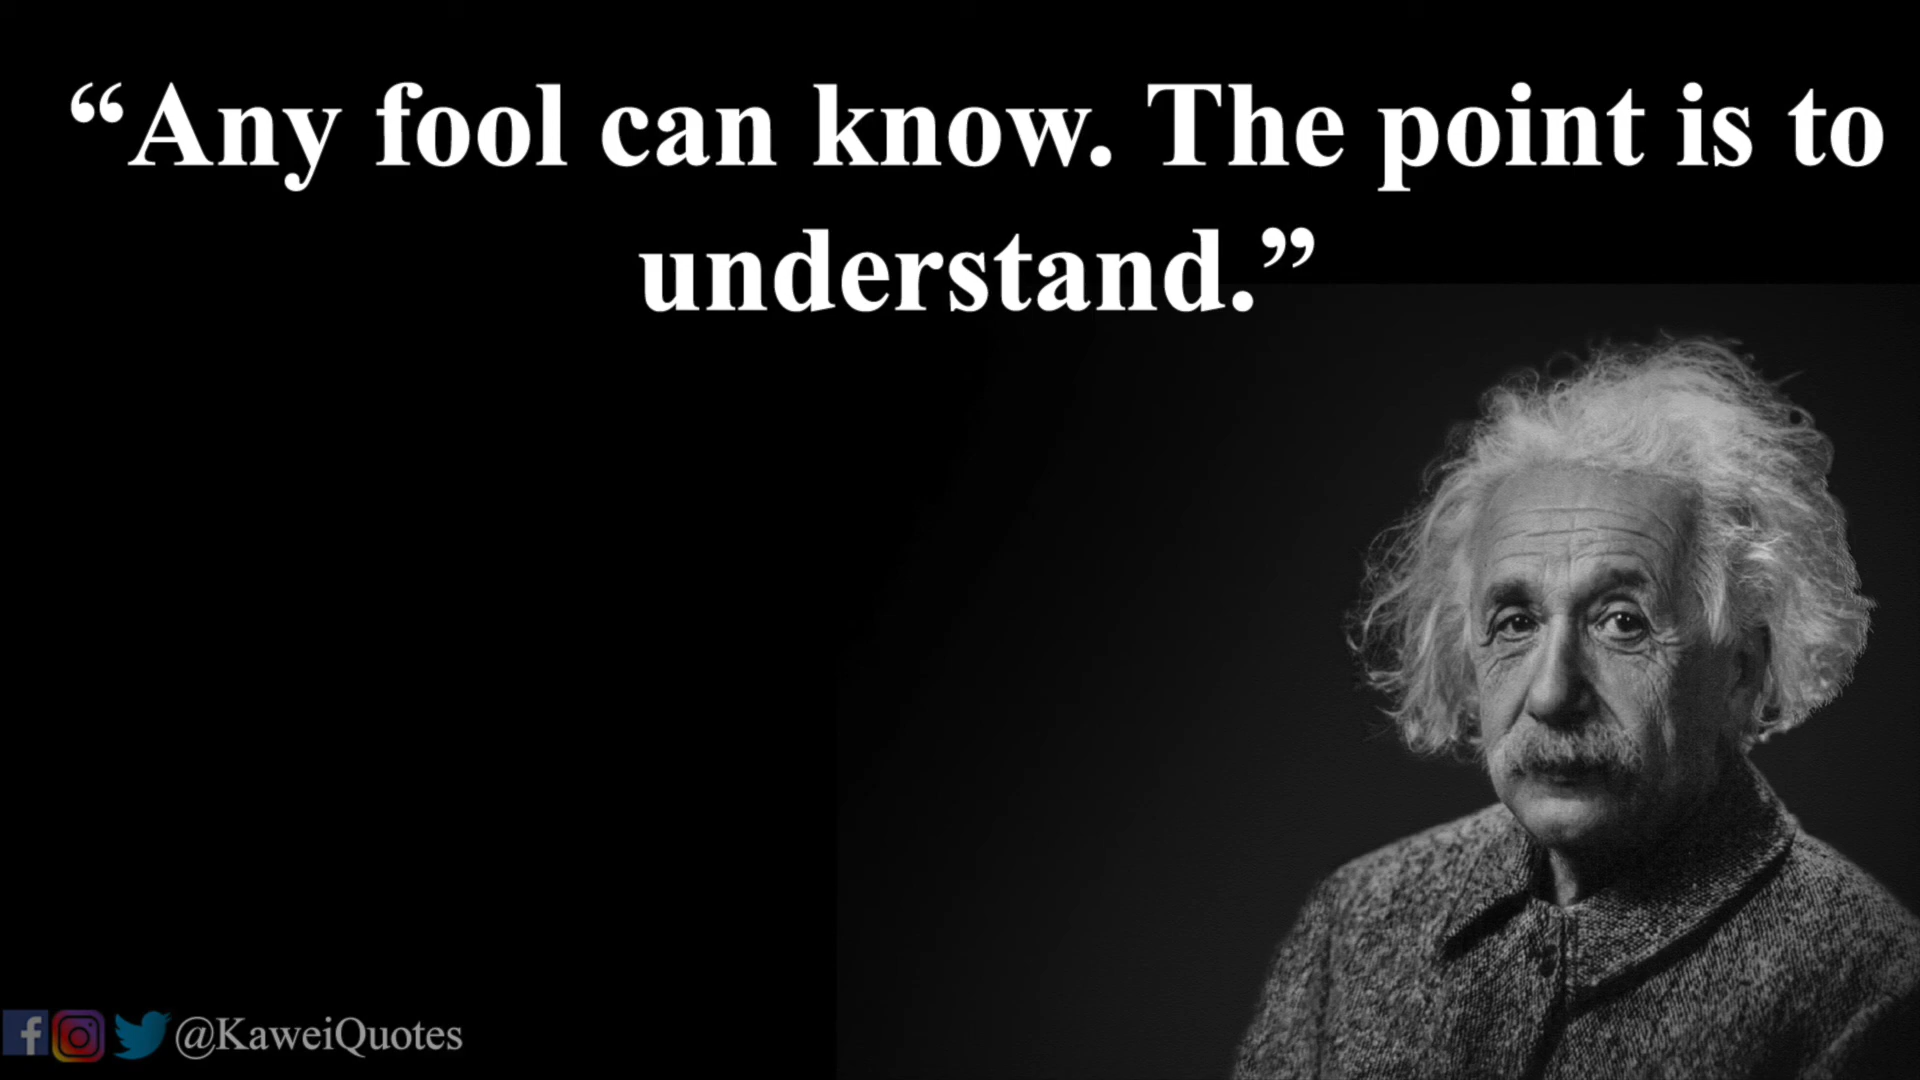 “Any fool can know. The point is to
understand.”
@KaweiQuotes